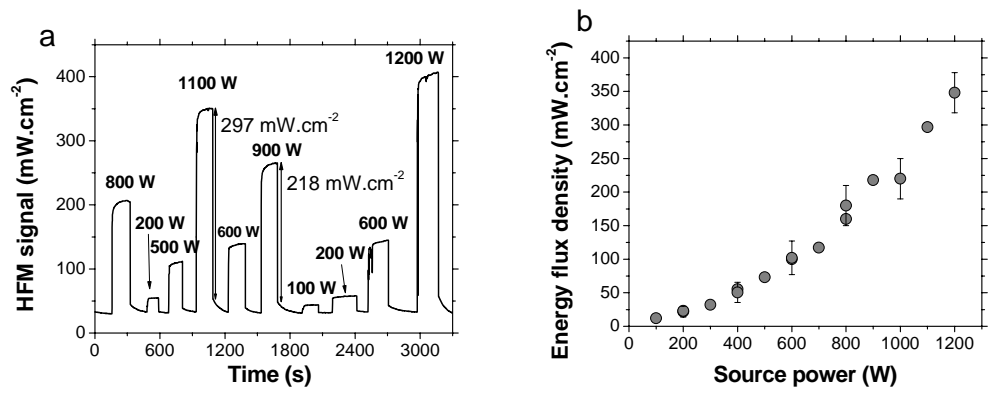 a
HFM signal (mW.cm-2)
400
300
200
100
0
800 W
200 W
500 W
1100 W
297 mW.cm-2
600 W
900 W
218 mW.cm-2
100 W
200 W
600 W
1200 W
0 600 1200 1800 2400 3000
Time (s)
b
Energy flux density (mW.cm-2)
400
350
300
250
200
150
100
50
0
0 200 400 600 800 1000 1200
Source power (W)